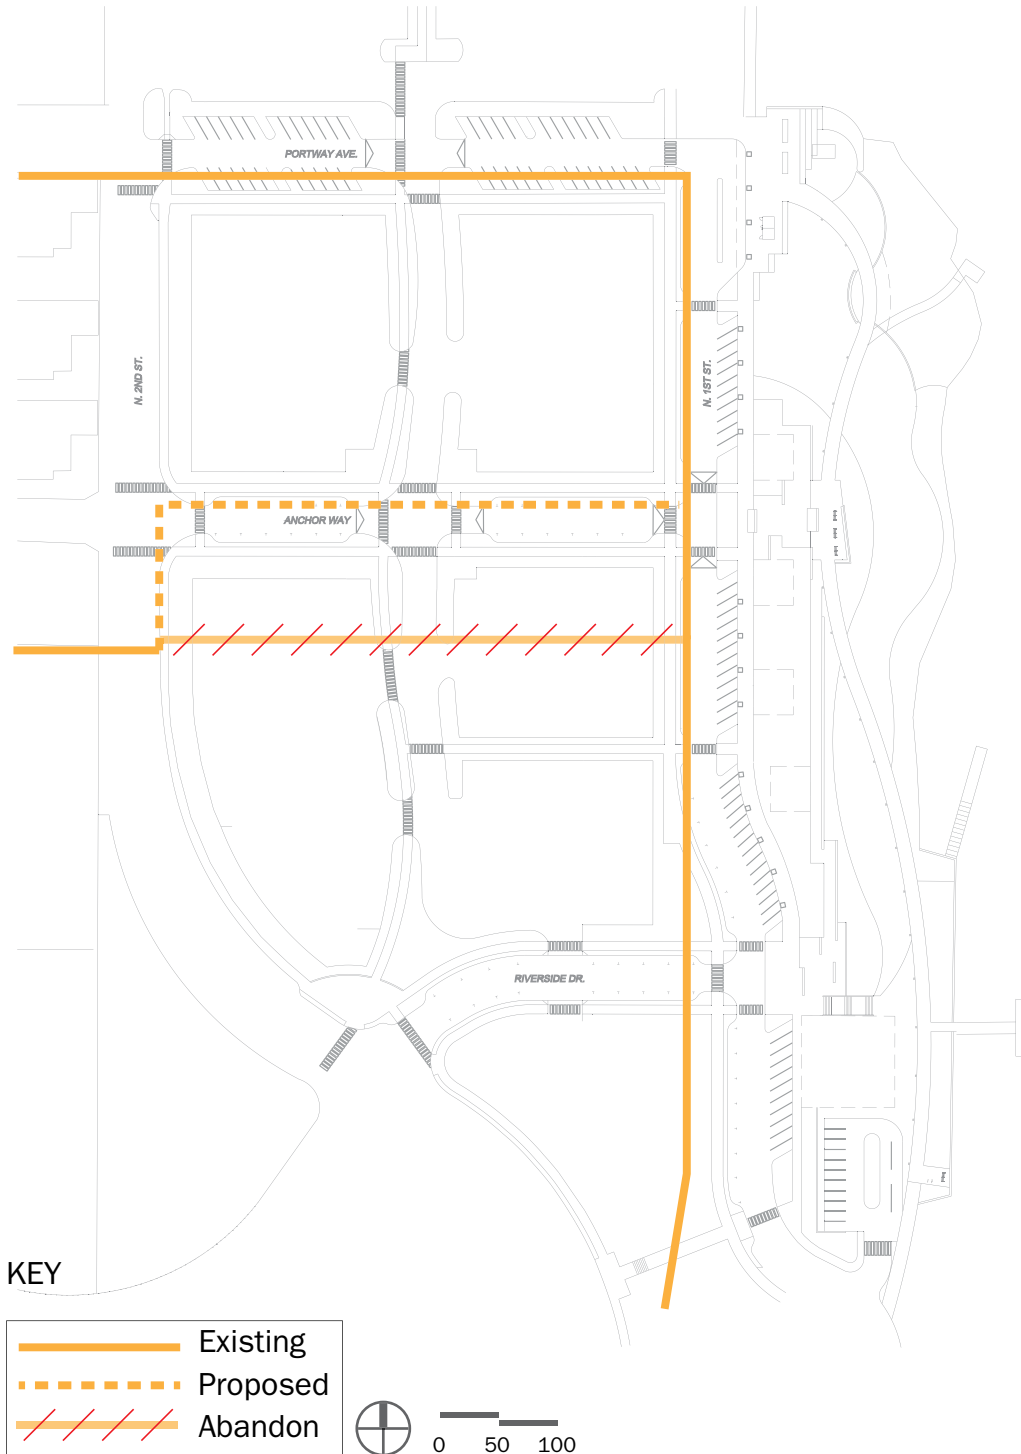 PORTWAY AVE.
N. 2ND ST.
N. 1ST ST.
ANCHOR WAY
RIVERSIDE DR.
KEY
Existing
Proposed
Abandon
0 50 100